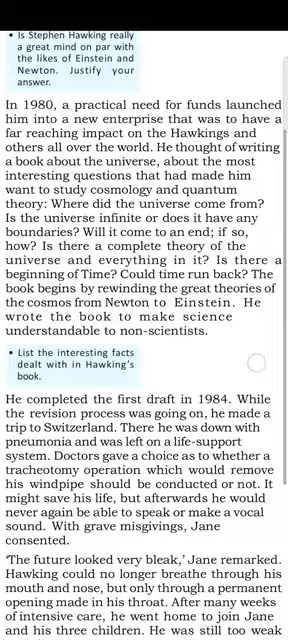 • Is Stephen Hawking really
a great mind on par with
the likes of Einstein and
Newton. Justify your
answer.
In 1980, a practical need for funds launched
him into a new enterprise that was to have a
far reaching impact on the Hawkings and
others all over the world. He thought of writing
a book about the universe, about the most
interesting questions that had made him
want to study cosmology and quantum
theory: Where did the universe come from?
Is the universe infinite or does it have any
boundaries? Will it come to an end; if so,
how? Is there a complete theory of the
universe and everything in it? Is there a
beginning of Time? Could time run back? The
book begins by rewinding the great theories of
the cosmos from Newton to Einstein. He
wrote the book to make science
understandable to non-scientists.
• List the interesting facts
dealt with in Hawking's
book.
He completed the first draft in 1984. While
the revision process was going on, he made a
trip to Switzerland. There he was down with
pneumonia and was left on a life-support
system. Doctors gave a choice as to whether a
tracheotomy operation which would remove
his windpipe should be conducted or not. It
might save his life, but afterwards he would
never again be able to speak or make a vocal
sound. With grave misgivings, Jane
consented.
'The future looked very bleak,' Jane remarked.
Hawking could no longer breathe through his
mouth and nose, but only through a permanent
opening made in his throat. After many weeks
of intensive care, he went home to join Jane
and his three children. He was still too weak